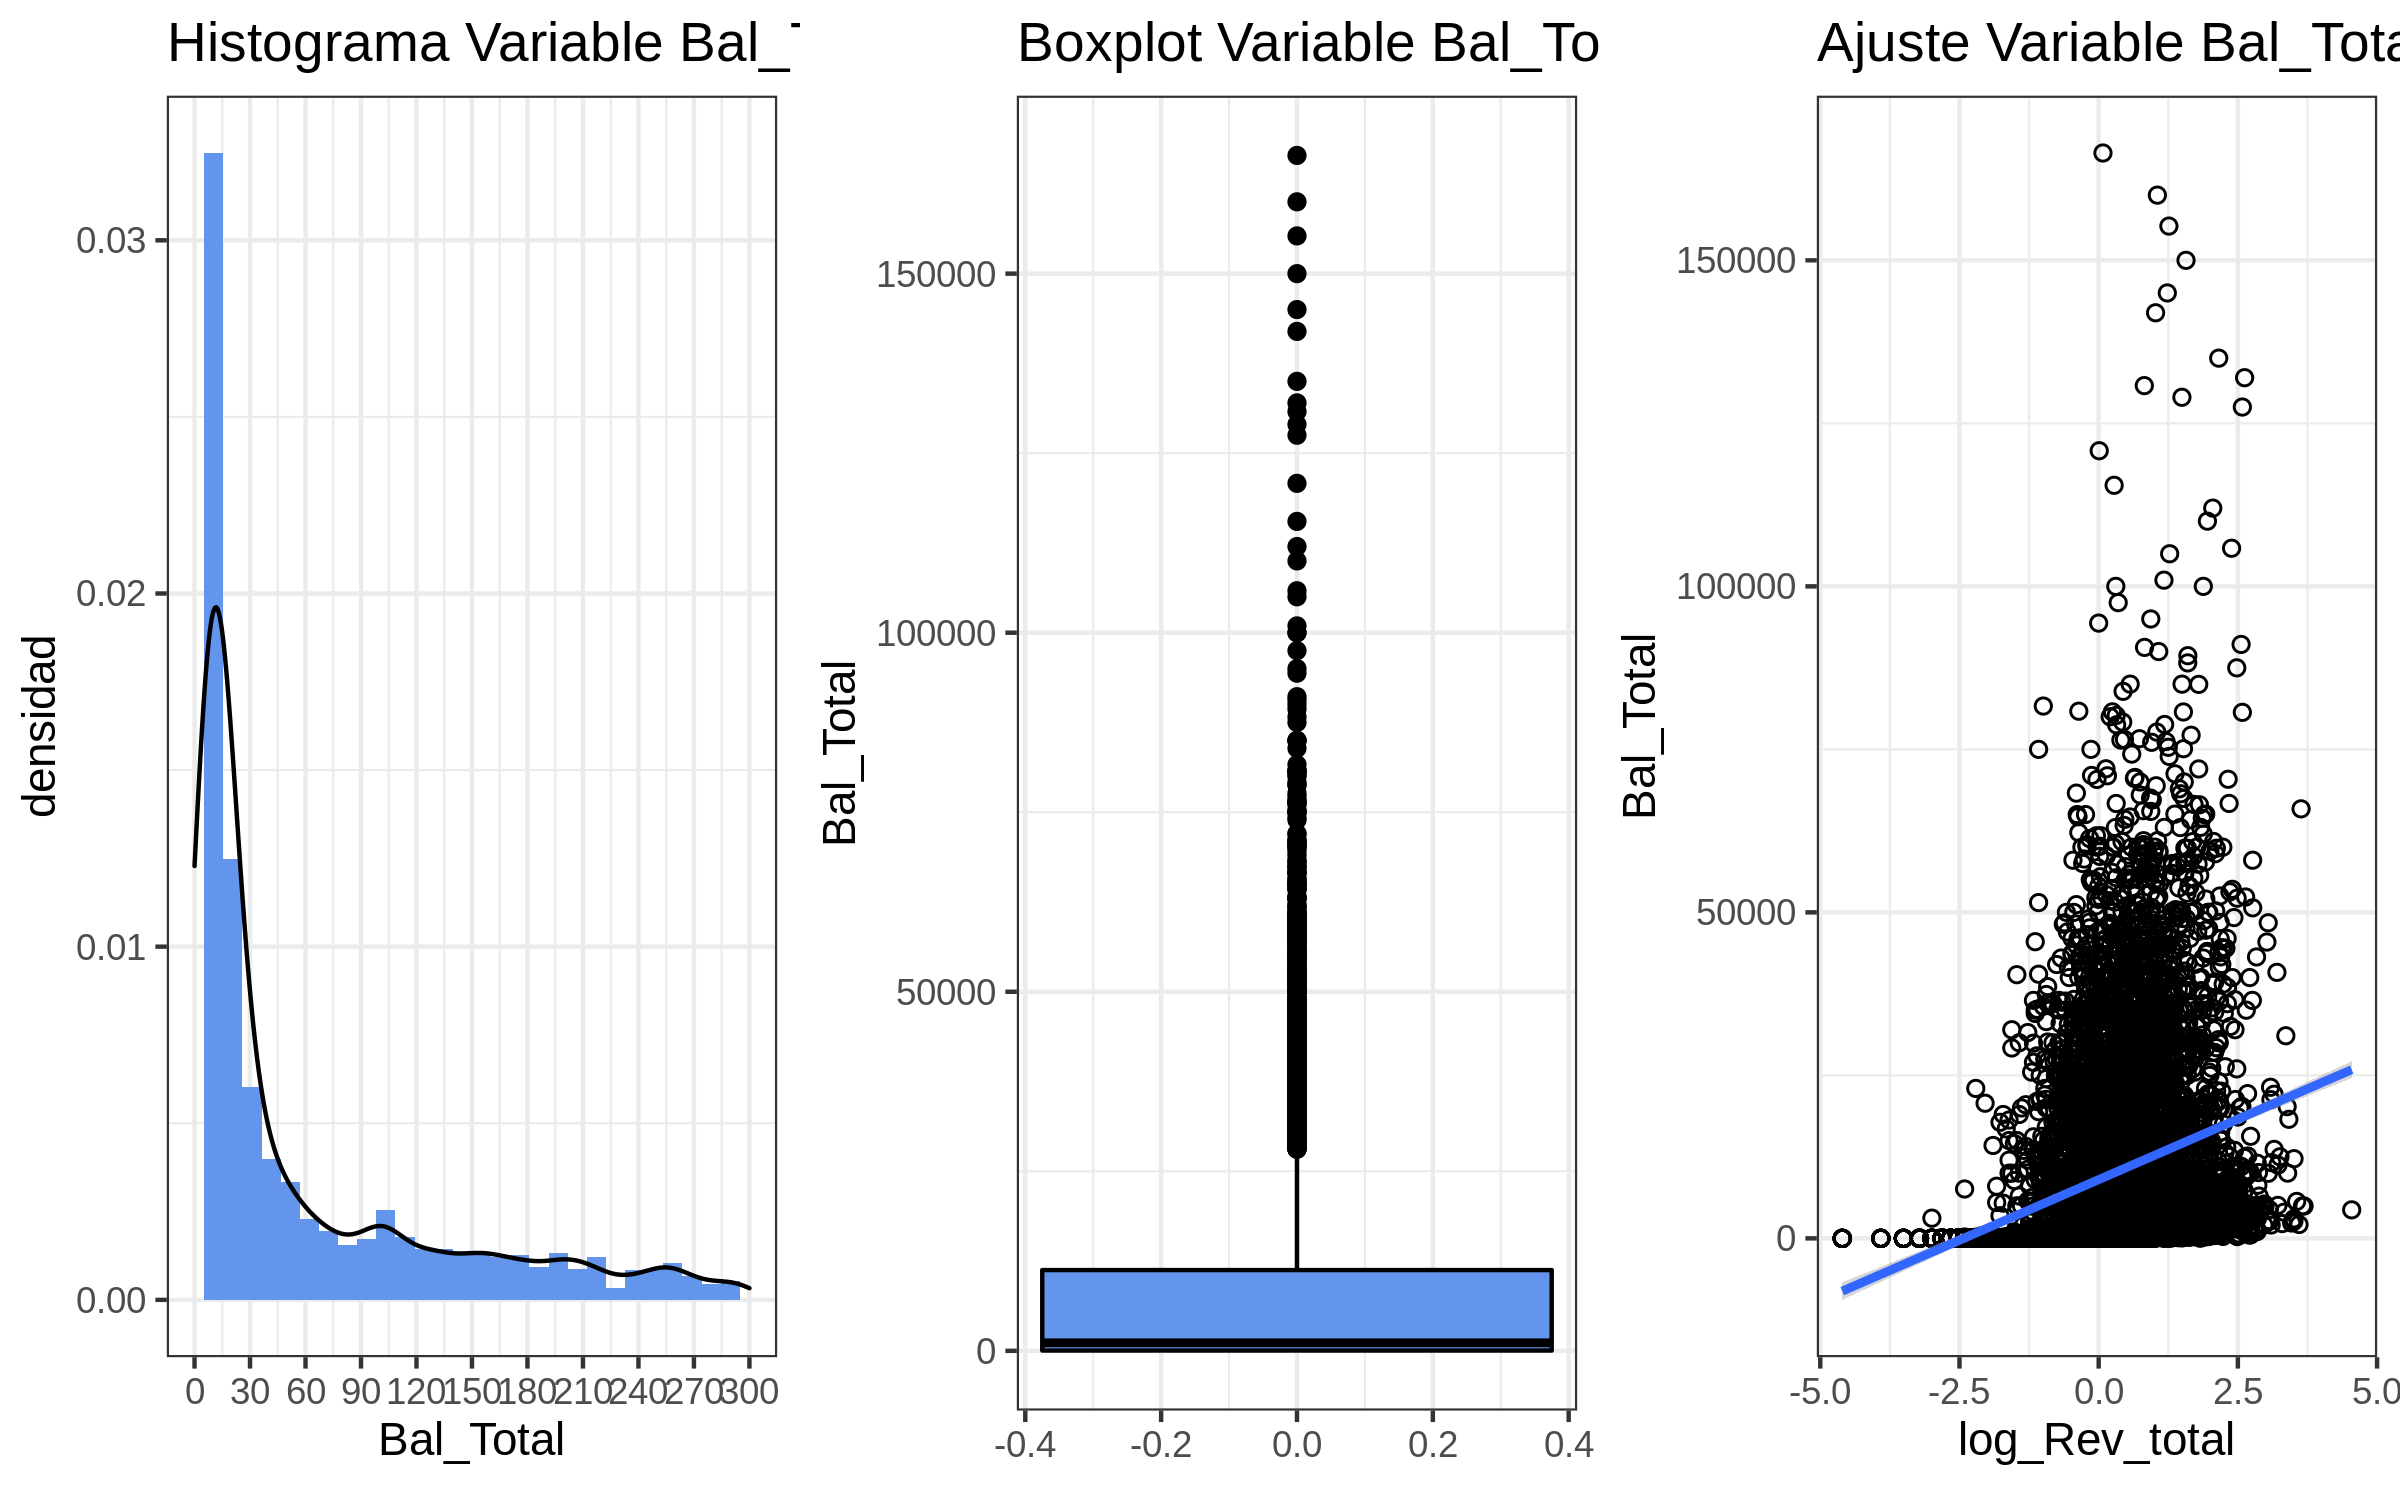 Histograma Variable Bal_
densidad
0.03
0.02
0.01
0.00
0 30 60 90 120 150 180 210 240 270 300
Bal_Total
Boxplot Variable Bal_To
Bal_Total
150000
100000
50000
0
-0.4 -0.2 0.0 0.2 0.4
Ajuste Variable Bal_Tota
Bal_Total
150000
100000
50000
0
-5.0 -2.5 0.0 2.5 5.0
log_Rev_total